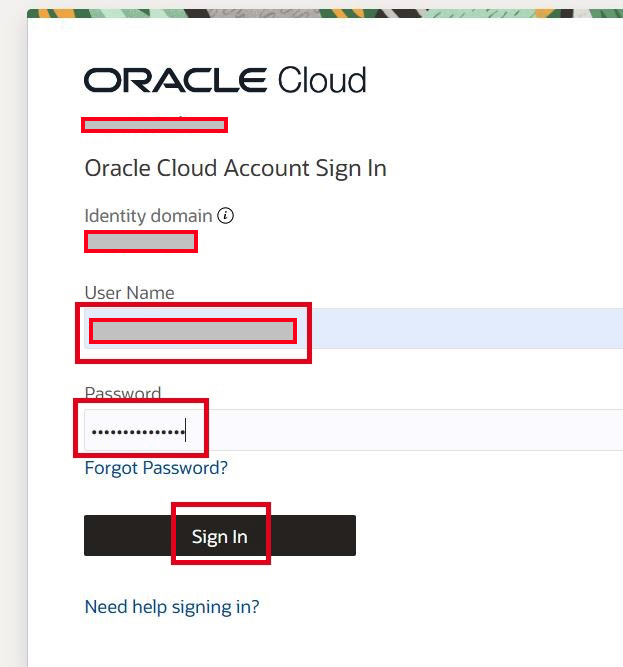 ORACLE Cloud
Oracle Cloud Account Sign In
Identity domain
User Name
Password
Forgot Password?
Sign In
Need help signing in?